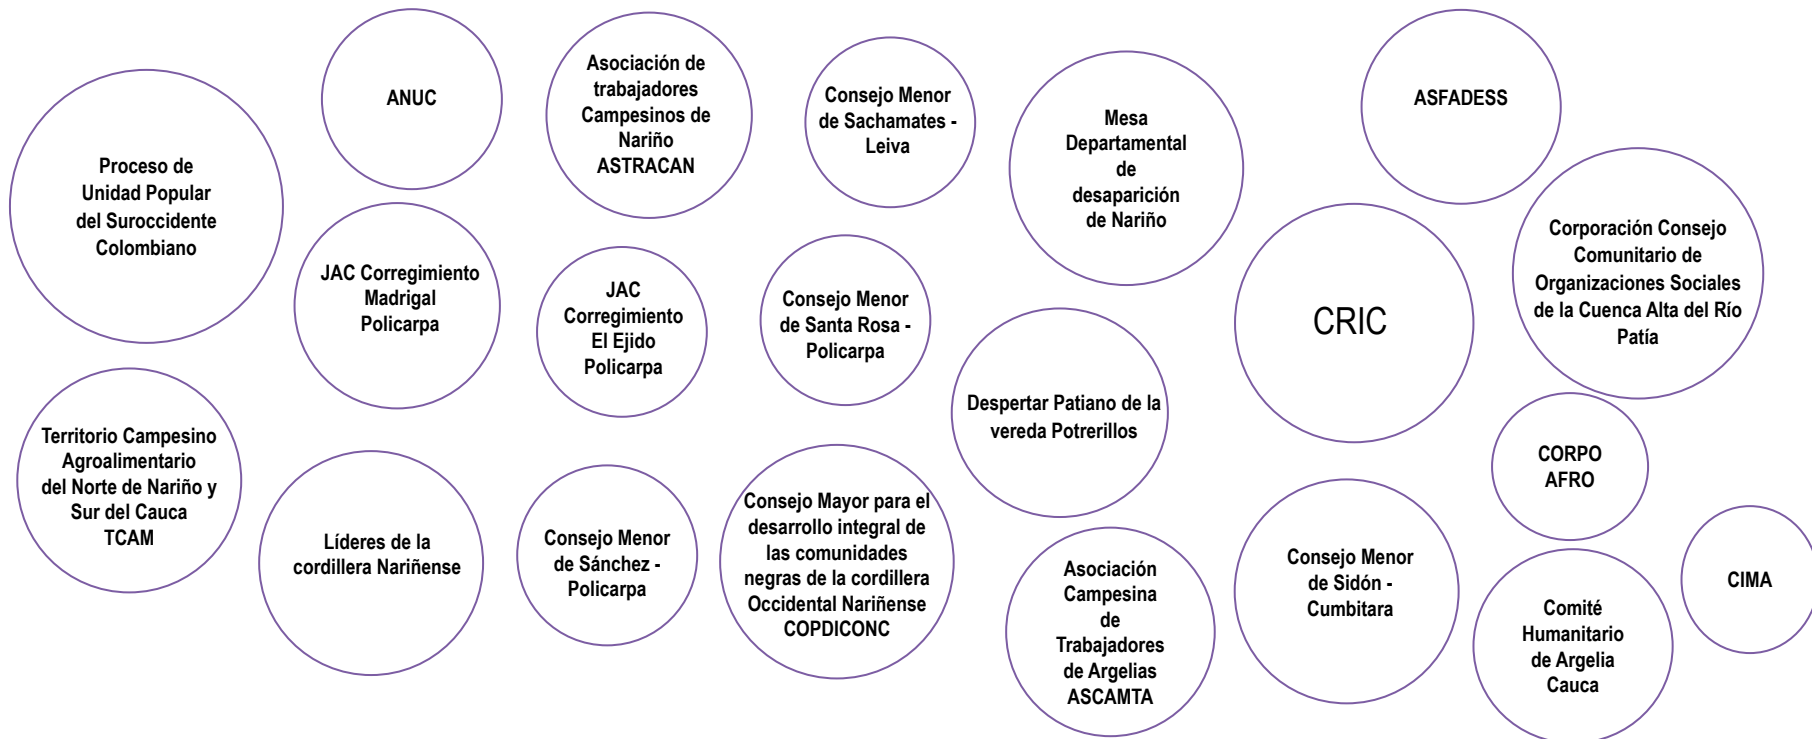 Proceso de
Unidad Popular
del Suroccidente
Colombiano
ANUC
Asociación de
trabajadores
Campesinos de
Nariño
ASTRACAN
Consejo Menor
de Sachamates -
Leiva
Mesa
Departamental
de
desaparición
de Nariño
ASFADESS
Corporación Consejo
Comunitario de
Organizaciones Sociales
de la Cuenca Alta del Río
Patía
JAC Corregimiento
Madrigal
Policarpa
JAC
Corregimiento
El Ejido
Policarpa
Consejo Menor
de Santa Rosa -
Policarpa
CRIC
Despertar Patiano de la
vereda Potrerillos
Territorio Campesino
Agroalimentario
del Norte de Nariño y
Sur del Cauca
TCAM
Líderes de la
cordillera Nariñense
Consejo Menor
de Sánchez -
Policarpa
Consejo Mayor para el
desarrollo integral de
las comunidades
negras de la cordillera
Occidental Nariñense
COPDICONC
Asociación
Campesina
de
Trabajadores
de Argelias
ASCAMTA
Consejo Menor
de Sidón -
Cumbitara
CORPO
AFRO
Comité
Humanitario
de Argelia
Cauca
CIMA